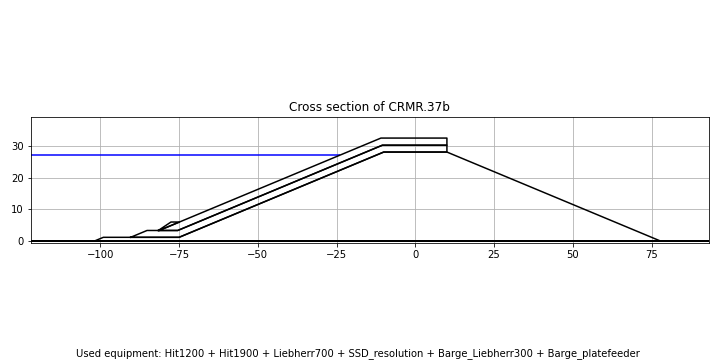 Cross section of CRMR.37b
30
20
10
0
−100 −75 −50 −25 0 25 50 75
Used equipment: Hit1200 + Hit1900 + Liebherr700 + SSD_resolution + Barge_Liebherr300 + Barge_platefeeder